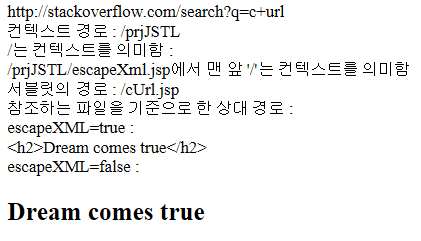 http://stackoverflow.com/search?q=c+url
컨텍스트 경로 : /prjJSTL
/는 컨텍스트를 의미함 :
/prjJSTL/escapeXml.jsp에서 맨 앞 '/'는 컨텍스트를 의미함
서블릿의 경로 : /cUrl.jsp
참조하는 파일을 기준으로 한 상대 경로 :
escapeXML=true :
<h2>Dream comes true</h2>
escapeXML=false :
Dream comes true